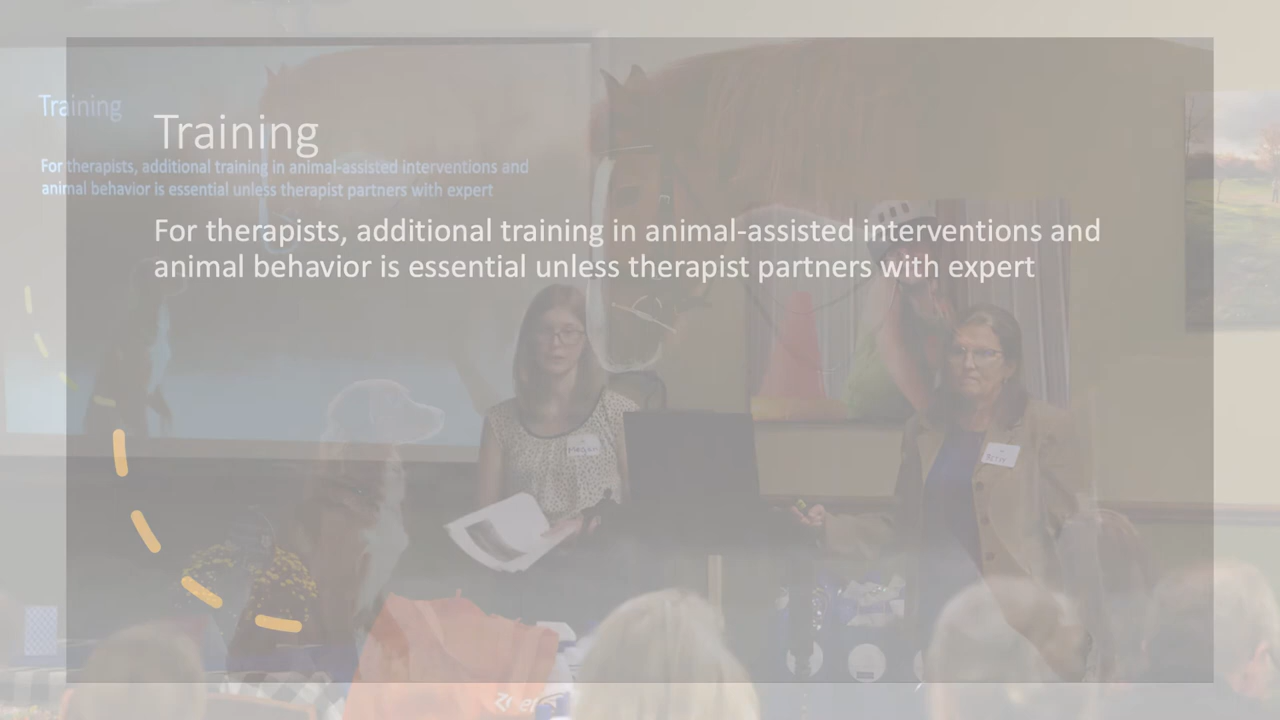 Training
For therapists, additional training in animal-assisted interventions and
animal behavior is essential unless therapist partners with expert
Training
For therapists, additional training in animal-assisted interventions and
animal behavior is essential unless therapist partners with expert